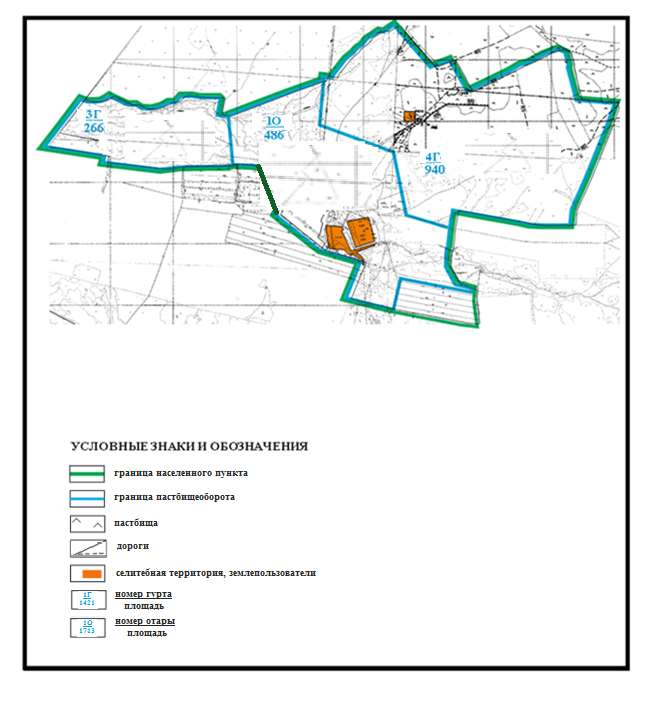 3Г
266
1О
486
4Г
940
УСЛОВНЫЕ ЗНАКИ И ОБОЗНАЧЕНИЯ
граница населенного пункта
граница пастбищеоборота
пастбища
дороги
селитебная территория, землепользователи
1Г
1421
номер гурта
площадь
1О
1713
номер отары
площадь